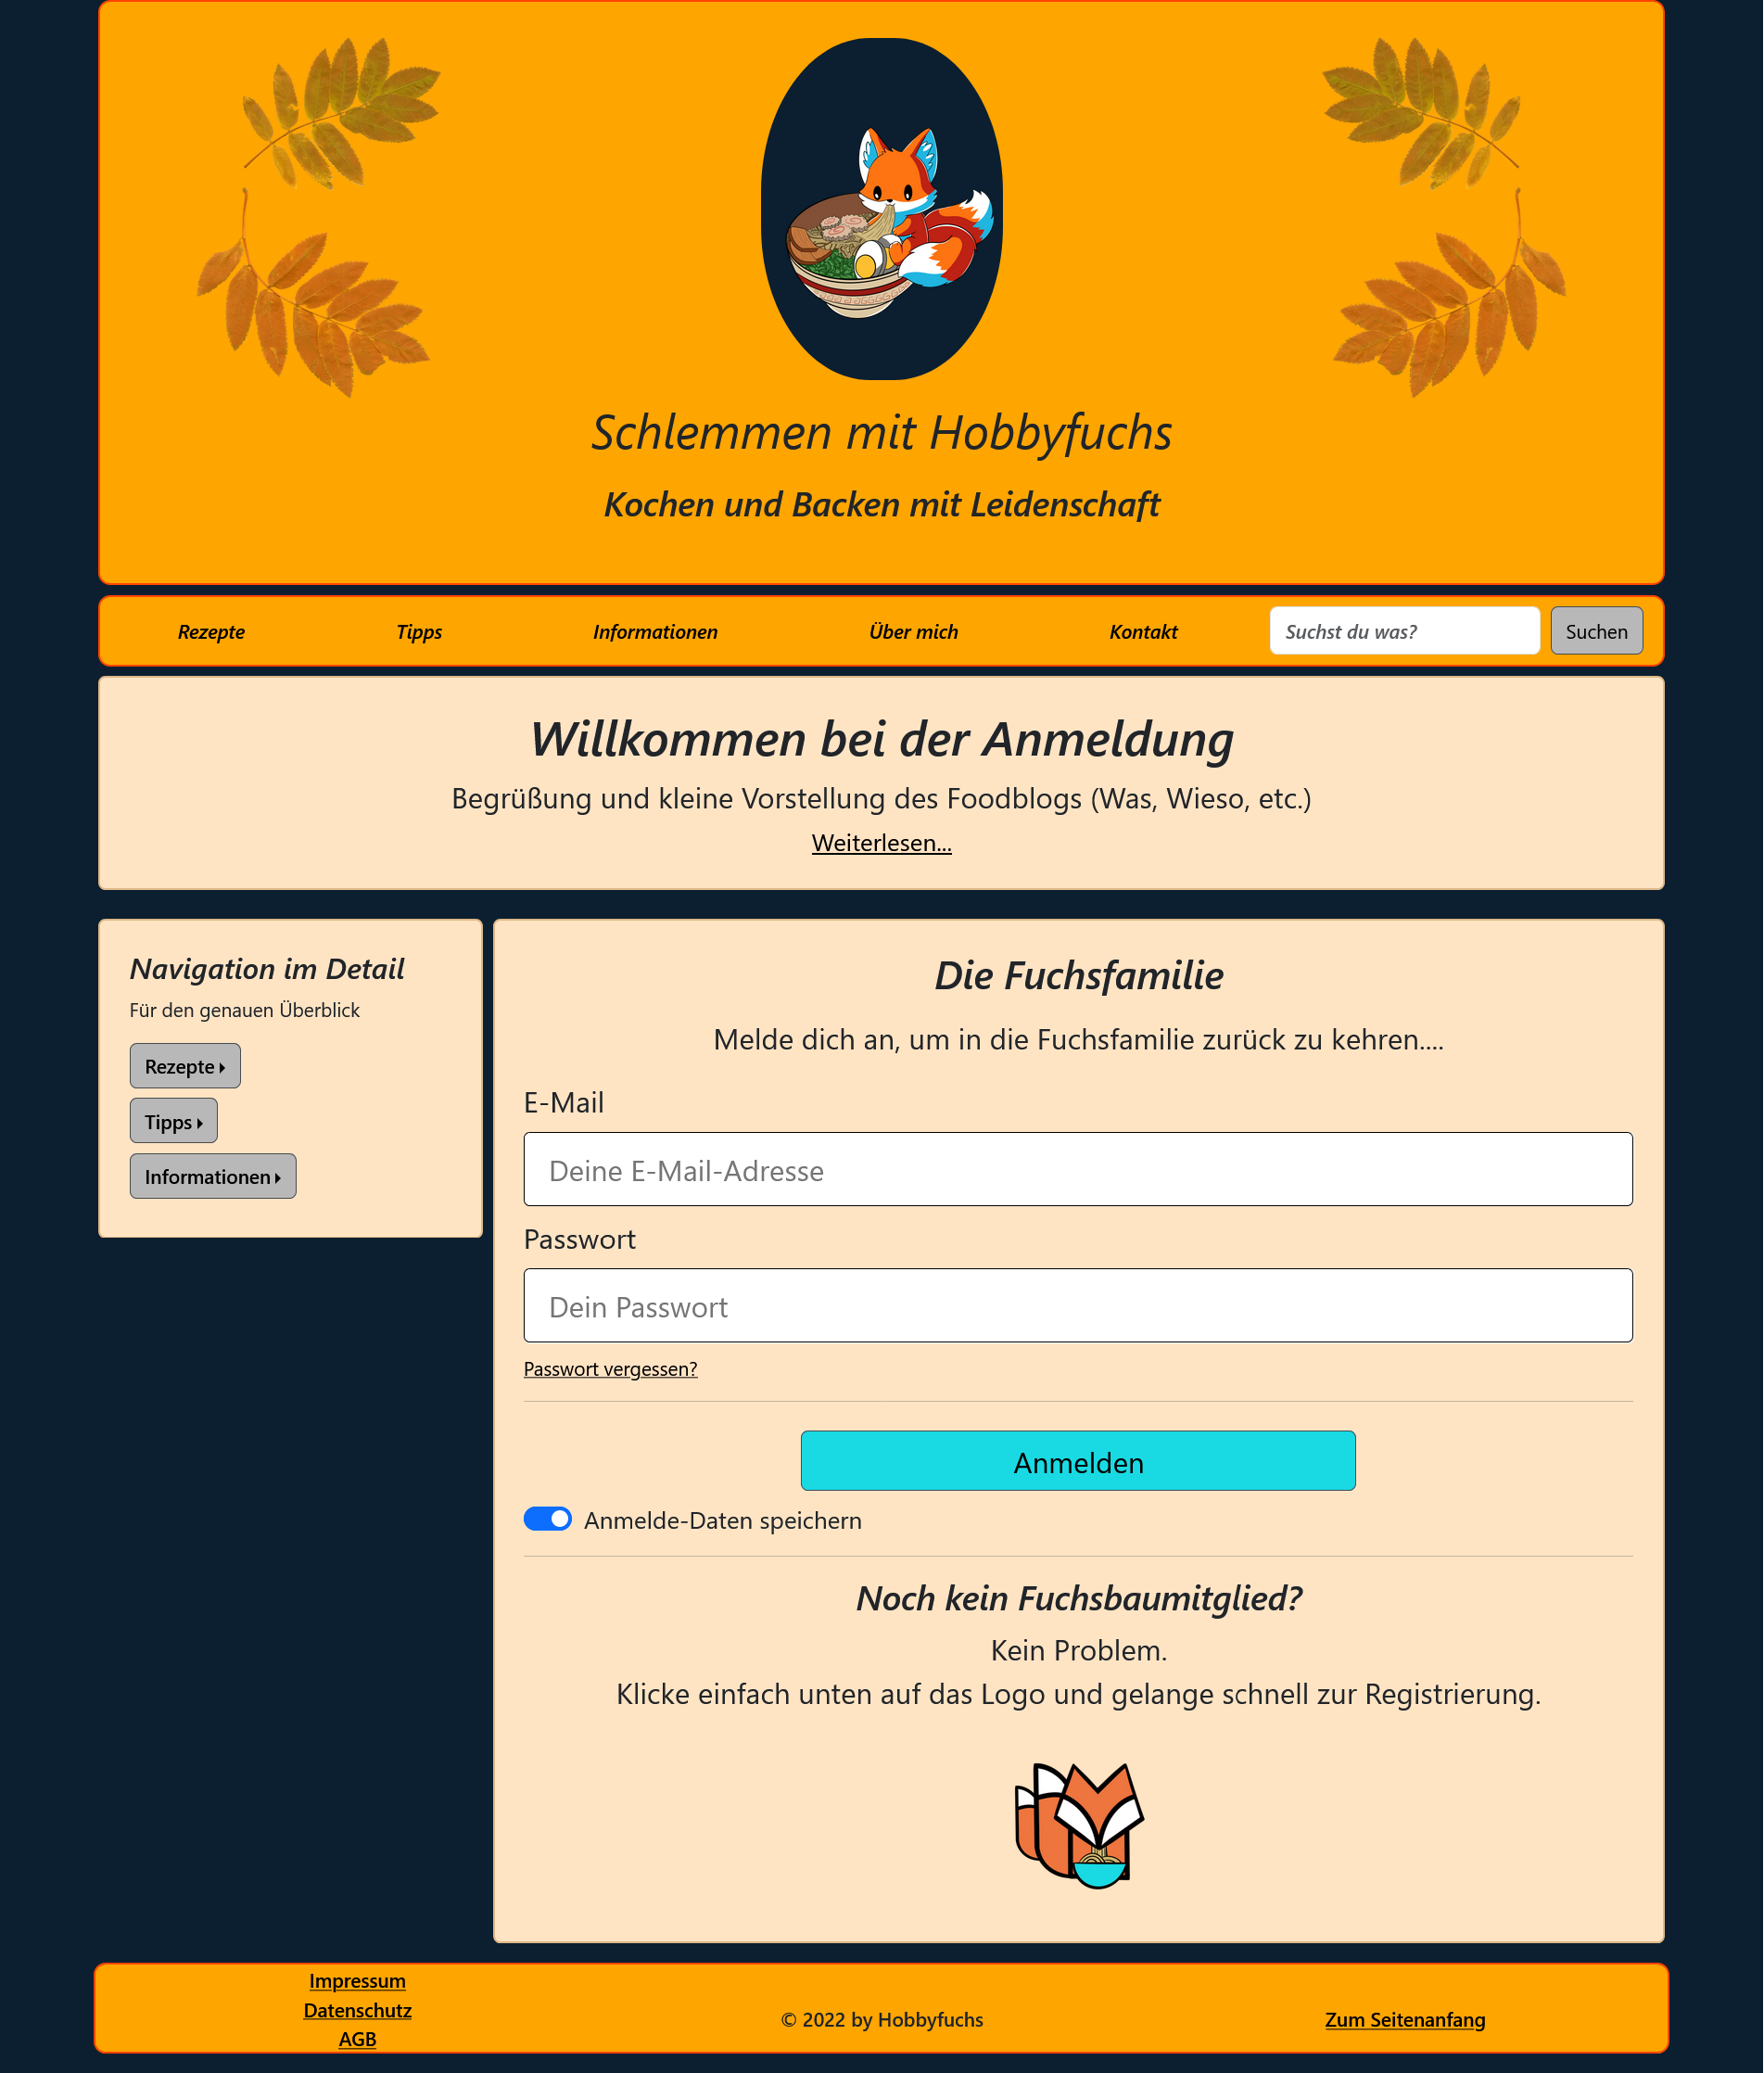 Schlemmen mit Hobbyfuchs
Kochen und Backen mit Leidenschaft
Rezepte
Tipps
Informationen
Über mich
Kontakt
Suchst du was?
Suchen
Willkommen bei der Anmeldung
Begrüßung und kleine Vorstellung des Foodblogs (Was, Wieso, etc.)
Weiterlesen...
Navigation im Detail
Für den genauen Überblick
Rezepte
Tipps
Informationen
Die Fuchsfamilie
Melde dich an, um in die Fuchsfamilie zurück zu kehren....
E-Mail
Deine E-Mail-Adresse
Passwort
Dein Passwort
Passwort vergessen?
Anmelden
Anmelde-Daten speichern
Noch kein Fuchsbaumitglied?
Kein Problem.
Klicke einfach unten auf das Logo und gelange schnell zur Registrierung.
Impressum
Datenschutz
AGB
© 2022 by Hobbyfuchs
Zum Seitenanfang